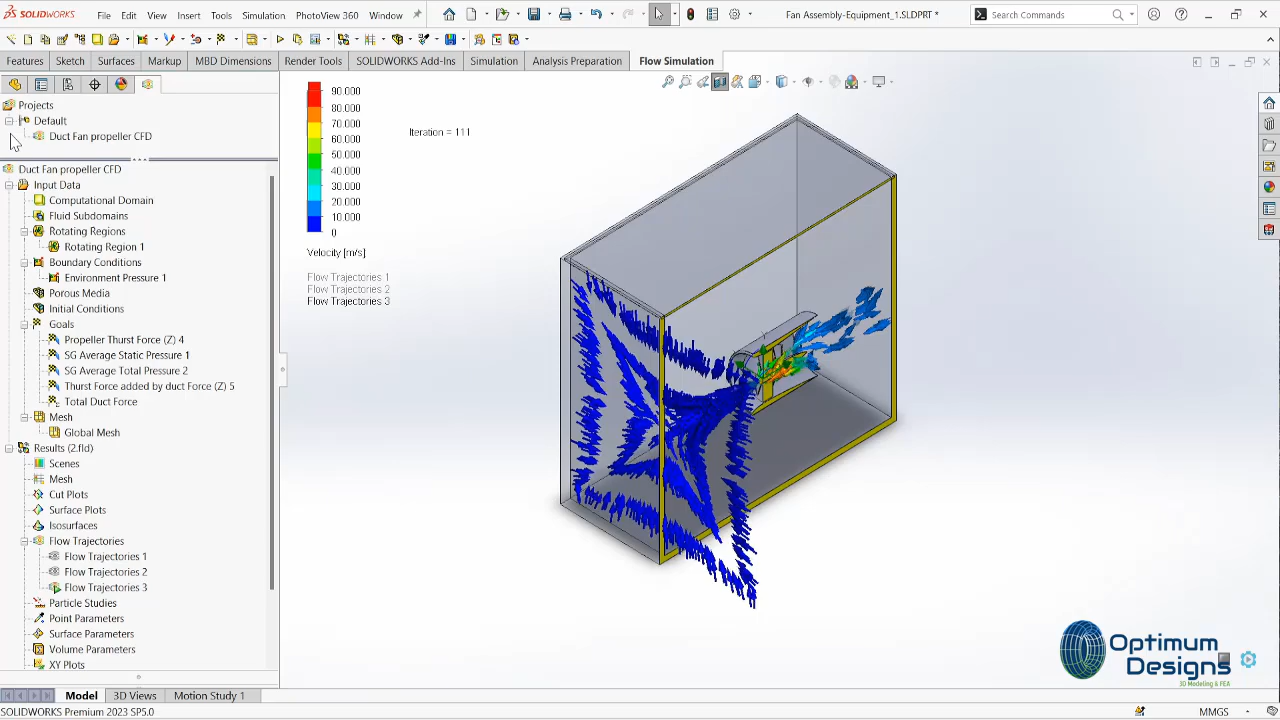 SOLIDWORKS
File
Edit
View
Insert
Tools
Simulation
PhotoView 360
Window
Fan Assembly-Equipment_1.SLDPRT *
Search Commands
Features
Sketch
Surfaces
Markup
MBD Dimensions
Render Tools
SOLIDWORKS Add-Ins
Simulation
Analysis Preparation
Flow Simulation
Projects
Default
Duct Fan propeller CFD
Duct Fan propeller CFD
Input Data
Computational Domain
Fluid Subdomains
Rotating Regions
Rotating Region 1
Boundary Conditions
Environment Pressure 1
Porous Media
Initial Conditions
Goals
Propeller Thurst Force (Z) 4
SG Average Static Pressure 1
SG Average Total Pressure 2
Thurst Force added by duct Force (Z) 5
Total Duct Force
Mesh
Global Mesh
Results (2.fld)
Scenes
Mesh
Cut Plots
Surface Plots
Isosurfaces
Flow Trajectories
Flow Trajectories 1
Flow Trajectories 2
Flow Trajectories 3
Particle Studies
Point Parameters
Surface Parameters
Volume Parameters
XY Plots
90.000
80.000
70.000
60.000
50.000
40.000
30.000
20.000
10.000
0
Velocity [m/s]
Flow Trajectories 1
Flow Trajectories 2
Flow Trajectories 3
Iteration = 111
Optimum
Designs
3D Modeling & FEA
Model
3D Views
Motion Study 1
SOLIDWORKS Premium 2023 SP5.0
MMGS